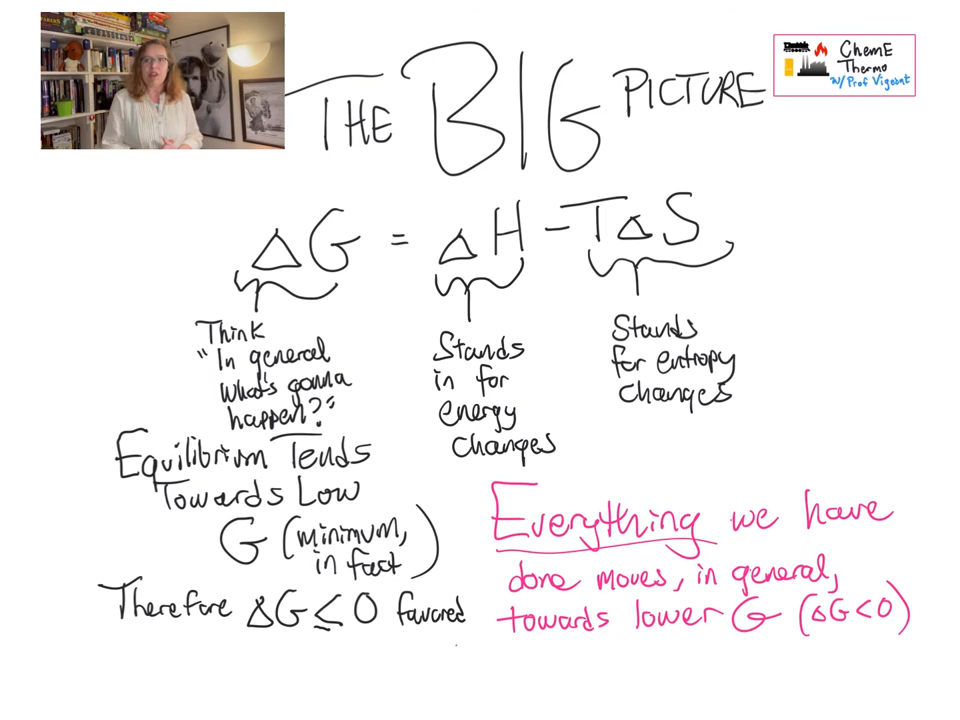 THE BIG PICTURE
ChemE
Thermo
w/ Prof Vigeant
ΔG = ΔH - TΔS
Think
"In general
What's gonna
happen?"
Stands
in for
energy
changes
Stands
for entropy
changes
Equilibrium Tends
Towards Low
G (minimum,
in fact)
Therefore ΔG ≤ 0 favored
Everything we have
done moves, in general,
towards lower G (ΔG < 0)